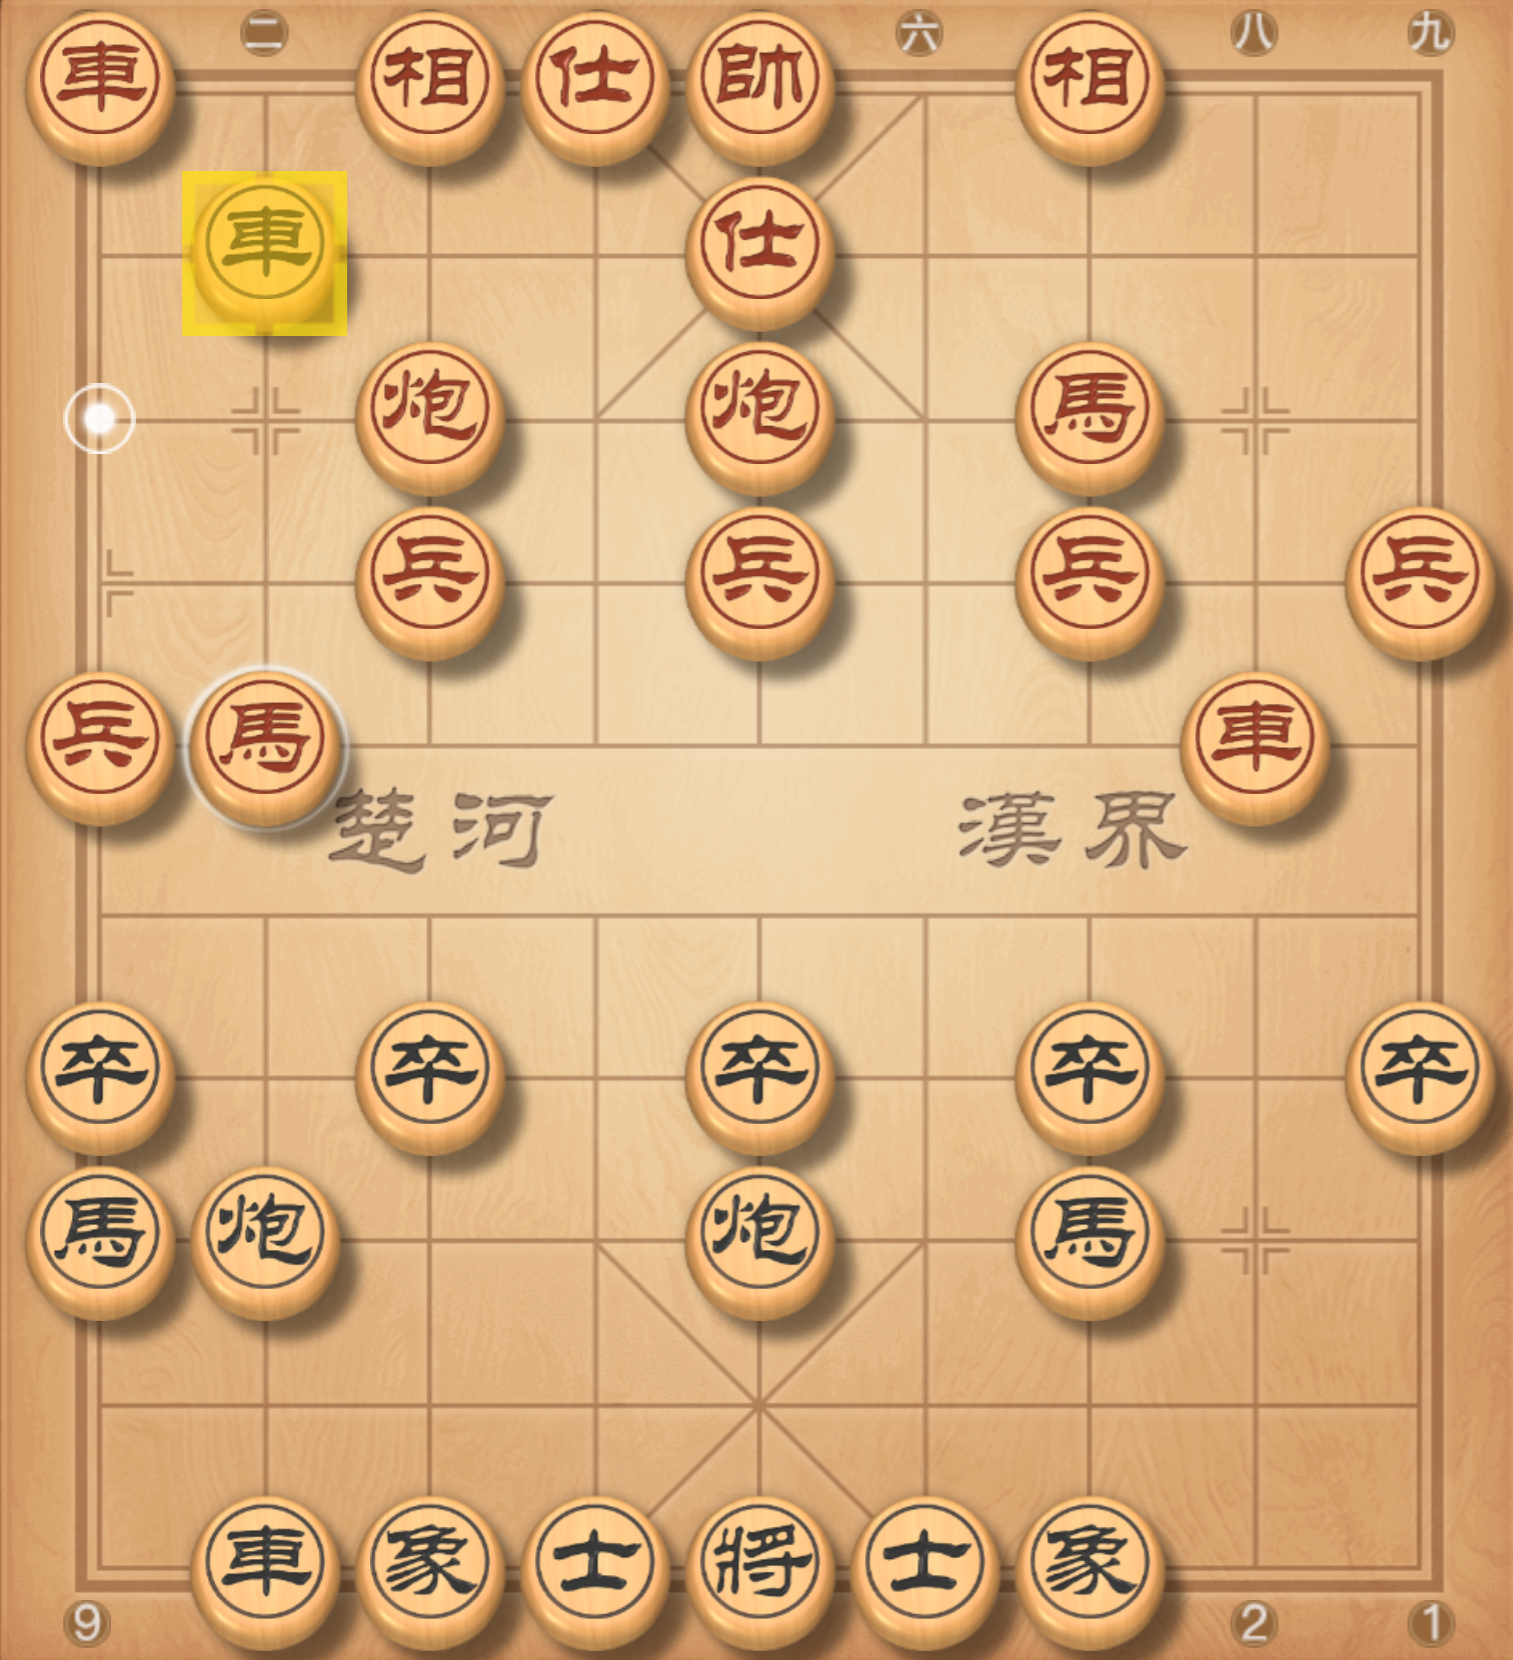 二 六 八 九
車 相 仕 帥 相
車 仕
炮 炮 馬
兵 兵 兵 兵
兵 馬 車
楚河 漢界
卒 卒 卒 卒 卒
馬 炮 炮 馬
車 象 士 將 士 象
9 2 1